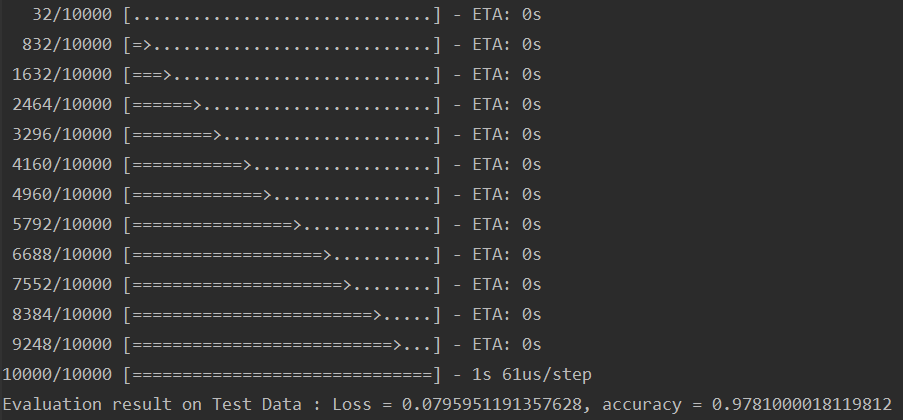 32/10000 [..............................] - ETA: 0s
832/10000 [=>............................] - ETA: 0s
1632/10000 [===>..........................] - ETA: 0s
2464/10000 [======>.......................] - ETA: 0s
3296/10000 [========>.....................] - ETA: 0s
4160/10000 [===========>..................] - ETA: 0s
4960/10000 [=============>................] - ETA: 0s
5792/10000 [================>.............] - ETA: 0s
6688/10000 [===================>..........] - ETA: 0s
7552/10000 [=====================>........] - ETA: 0s
8384/10000 [========================>.....] - ETA: 0s
9248/10000 [==========================>...] - ETA: 0s
10000/10000 [==============================] - 1s 61us/step
Evaluation result on Test Data : Loss = 0.0795951191357628, accuracy = 0.9781000018119812